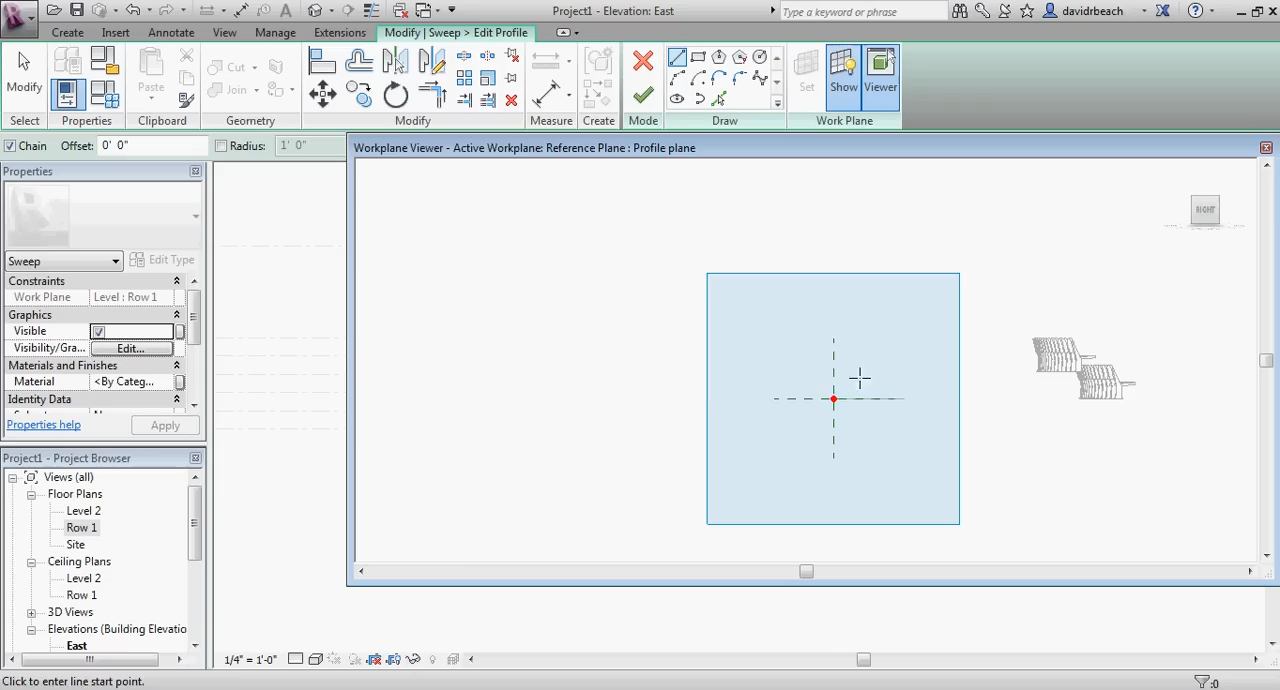 Project1 - Elevation: East
Type a keyword or phrase
davidrbeach
Create Insert Annotate View Manage Extensions Modify | Sweep > Edit Profile
Modify
Paste
Cut
Join
Set Show Viewer
Select Properties Clipboard Geometry Modify Measure Create Mode Draw Work Plane
Chain Offset: 0' 0" Radius: 1' 0"
Properties
Workplane Viewer - Active Workplane: Reference Plane : Profile plane
RIGHT
Sweep
Edit Type
Constraints
Work Plane Level : Row 1
Graphics
Visible
Visibility/Gra... Edit...
Materials and Finishes
Material <By Categ...
Identity Data
Properties help Apply
Project1 - Project Browser
Views (all)
Floor Plans
Level 2
Row 1
Site
Ceiling Plans
Level 2
Row 1
3D Views
Elevations (Building Elevatio
East
1/4" = 1'-0"
Click to enter line start point.
:0